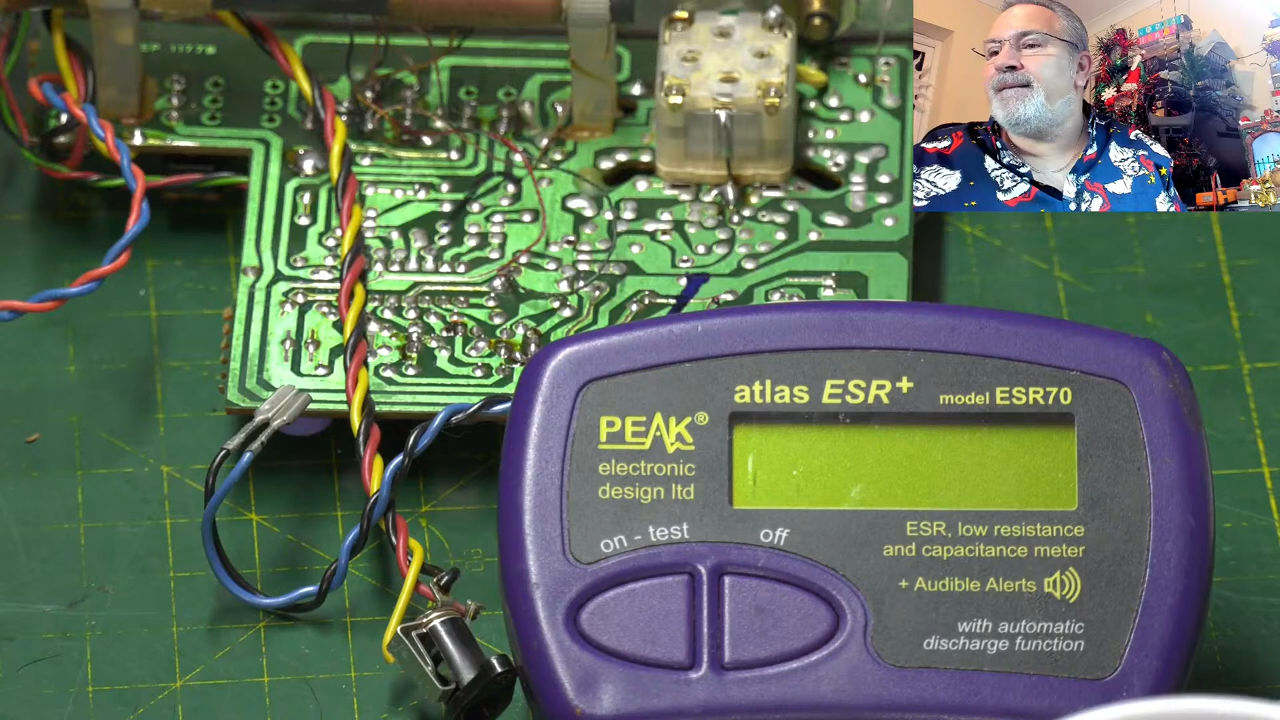 atlas ESR+ model ESR70
PEAK®
electronic
design ltd
on - test
off
ESR, low resistance
and capacitance meter
+ Audible Alerts
with automatic
discharge function